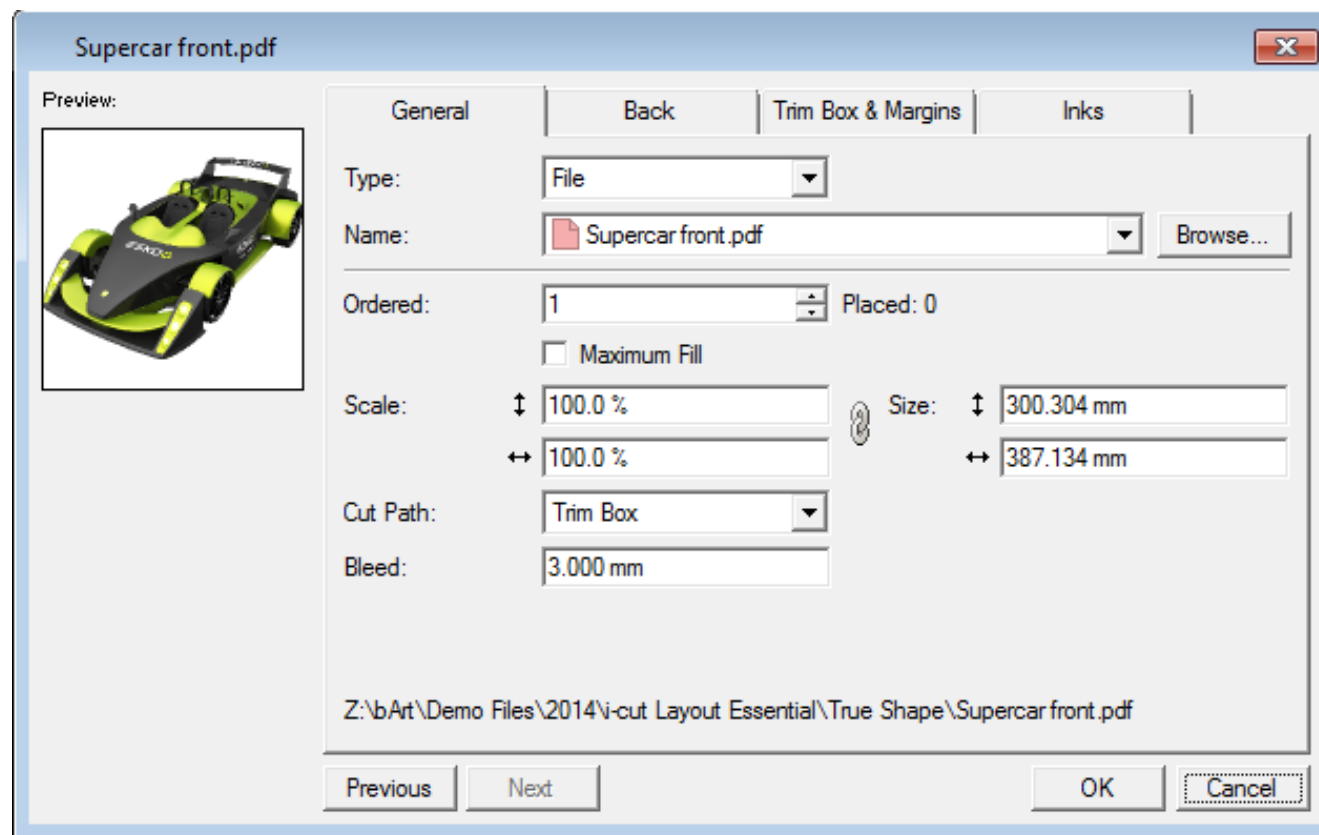 Supercar front.pdf
Preview:
General Back Trim Box & Margins Inks
Type: File
Name: Supercar front.pdf Browse...
Ordered: 1 Placed: 0
Maximum Fill
Scale: 100.0 % Size: 300.304 mm
100.0 % 387.134 mm
Cut Path: Trim Box
Bleed: 3.000 mm
Z:\bArt\Demo Files\2014\i-cut Layout Essential\True Shape\Supercar front.pdf
Previous Next OK Cancel
ESKO